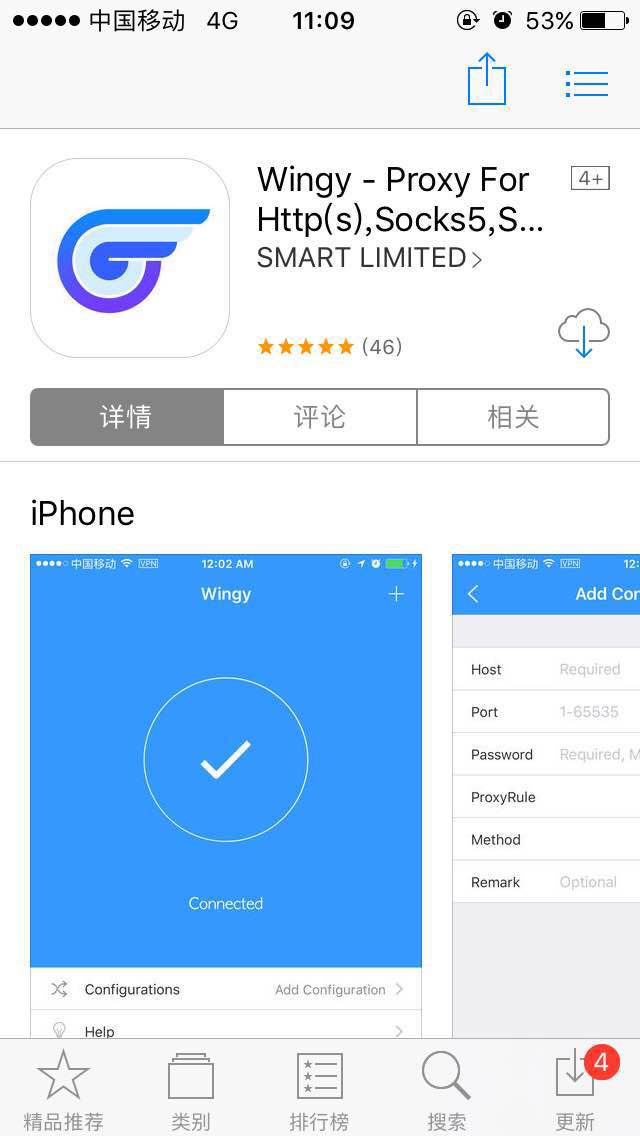 中国移动 4G 11:09 53%
Wingy - Proxy For
Http(s),Socks5,S...
4+
SMART LIMITED
(46)
详情 评论 相关
iPhone
中国移动 VPN 12:02 AM
Wingy
Connected
Configurations Add Configuration
Help
中国移动 VPN 12:
Add Cor
Host Required
Port 1-65535
Password Required, M
ProxyRule
Method
Remark Optional
4
精品推荐 类别 排行榜 搜索 更新